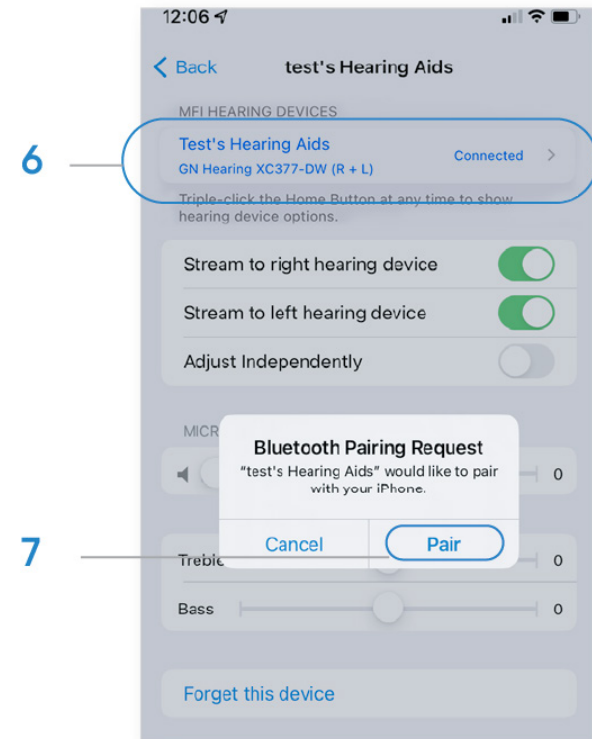 12:06
Back
test's Hearing Aids
MFI HEARING DEVICES
6
Test's Hearing Aids
Connected
GN Hearing XC377-DW (R + L)
Triple-click the Home Button at any time to show
hearing device options.
Stream to right hearing device
Stream to left hearing device
Adjust Independently
MICR
Bluetooth Pairing Request
"test's Hearing Aids" would like to pair
with your iPhone.
0
Cancel
Pair
7
Treble
0
Bass
0
Forget this device